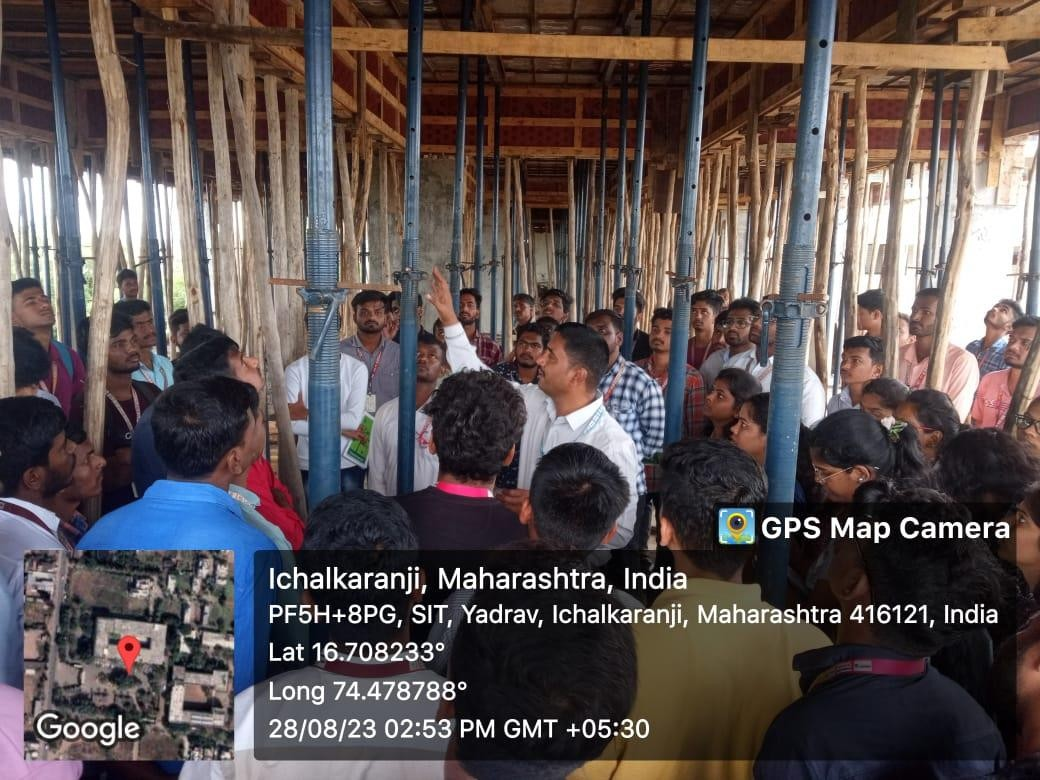 GPS Map Camera
Ichalkaranji, Maharashtra, India
PF5H+8PG, SIT, Yadrav, Ichalkaranji, Maharashtra 416121, India
Lat 16.708233°
Long 74.478788°
28/08/23 02:53 PM GMT +05:30
Google